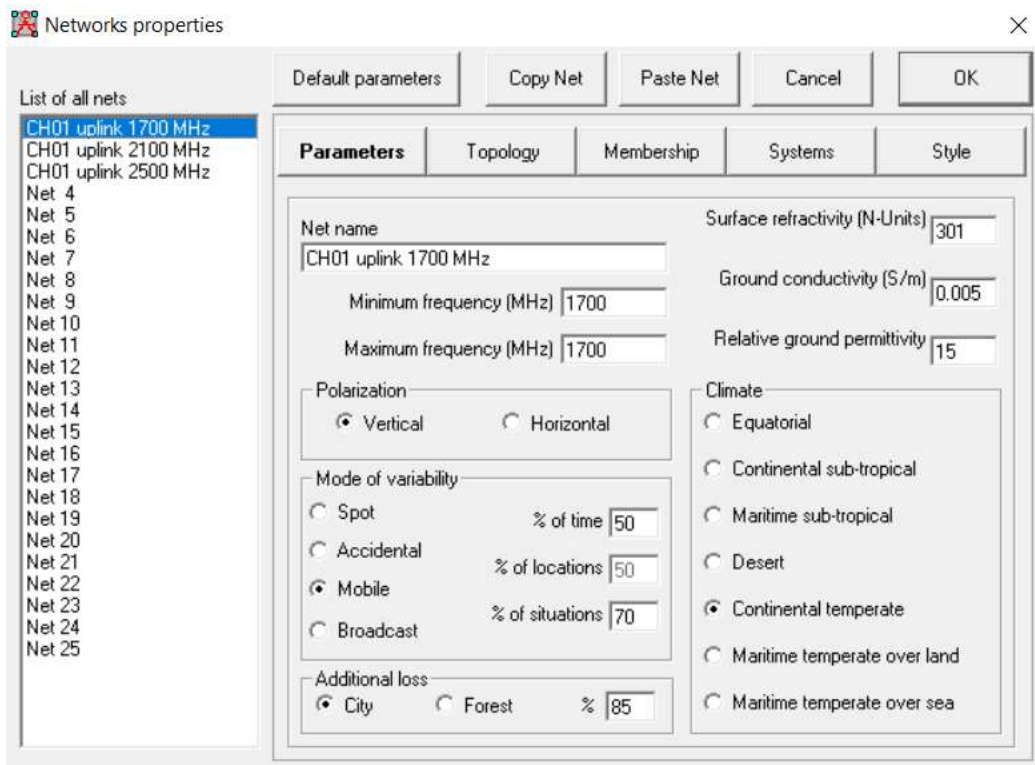 Networks properties
Default parameters
Copy Net
Paste Net
Cancel
OK
List of all nets
CH01 uplink 1700 MHz
CH01 uplink 2100 MHz
CH01 uplink 2500 MHz
Net 4
Net 5
Net 6
Net 7
Net 8
Net 9
Net 10
Net 11
Net 12
Net 13
Net 14
Net 15
Net 16
Net 17
Net 18
Net 19
Net 20
Net 21
Net 22
Net 23
Net 24
Net 25
Parameters
Topology
Membership
Systems
Style
Net name
CH01 uplink 1700 MHz
Minimum frequency (MHz) 1700
Maximum frequency (MHz) 1700
Surface refractivity (N-Units) 301
Ground conductivity (S/m) 0.005
Relative ground permittivity 15
Polarization
Vertical
Horizontal
Mode of variability
Spot
Accidental
Mobile
Broadcast
% of time 50
% of locations 50
% of situations 70
Additional loss
City
Forest
% 85
Climate
Equatorial
Continental sub-tropical
Maritime sub-tropical
Desert
Continental temperate
Maritime temperate over land
Maritime temperate over sea